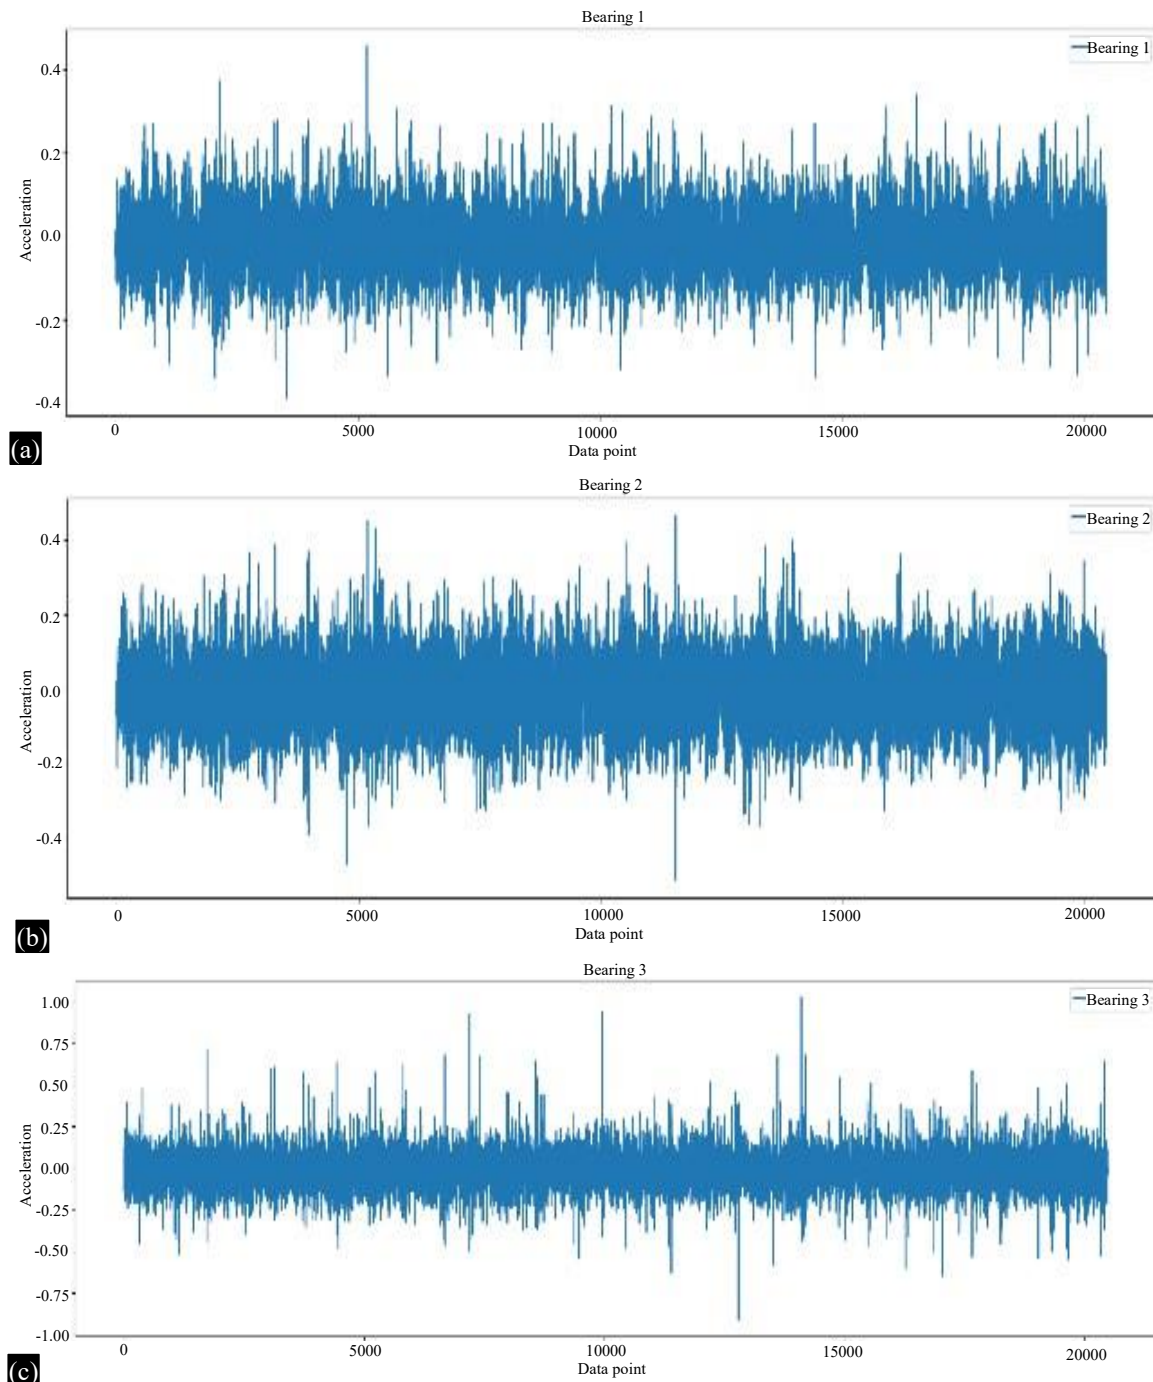 Bearing 1
Bearing 1
0.4
0.2
0.0
-0.2
-0.4
Acceleration
0 5000 10000 15000 20000
Data point
(a)
Bearing 2
Bearing 2
0.4
0.2
0.0
-0.2
-0.4
Acceleration
0 5000 10000 15000 20000
Data point
(b)
Bearing 3
Bearing 3
1.00
0.75
0.50
0.25
0.00
-0.25
-0.50
-0.75
-1.00
Acceleration
0 5000 10000 15000 20000
Data point
(c)